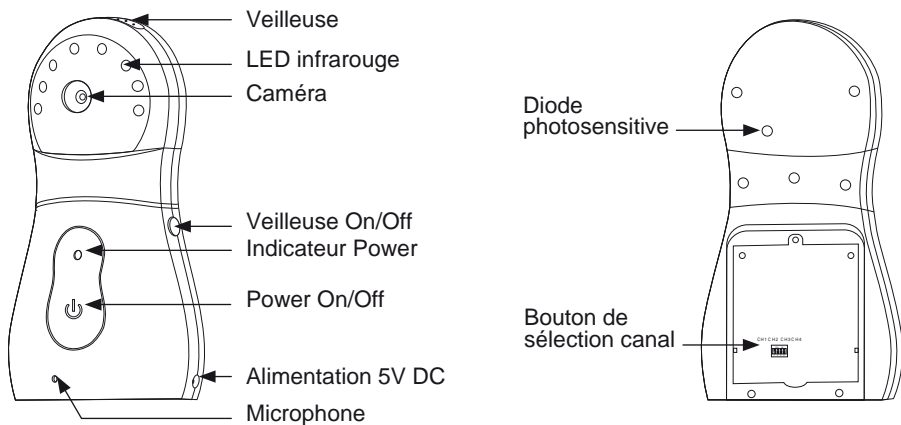 Veilleuse
LED infrarouge
Caméra
Veilleuse On/Off
Indicateur Power
Power On/Off
Alimentation 5V DC
Microphone
Diode
photosensitive
Bouton de
sélection canal
CH1 CH2 CH3 CH4